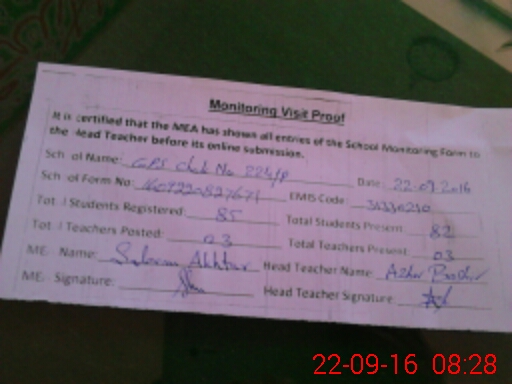 Monitoring Visit Proof
It is certified that the MEA has shown all entries of the School Monitoring Form to
the Head Teacher before its online submission.
School Name: GPS Chak No. Date: 22-09-2016
School Form No: EMIS Code:
Total Students Registered: 85 Total Students Present: 82
Total Teachers Posted: 03 Total Teachers Present: 03
MEA Name: Akhtar Head Teacher Name
MEA Signature: Head Teacher Signature
22-09-16 08:28